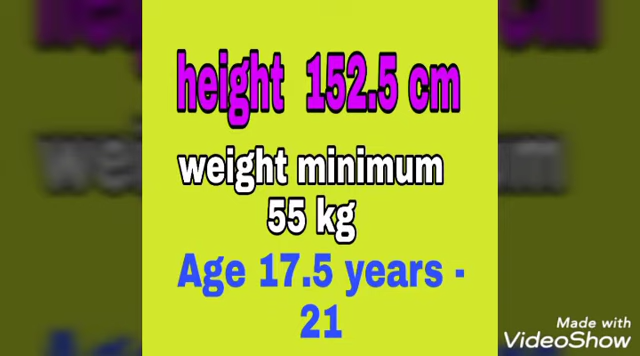 height 152.5 cm
weight minimum
55 kg
Age 17.5 years -
21
Made with
VideoShow